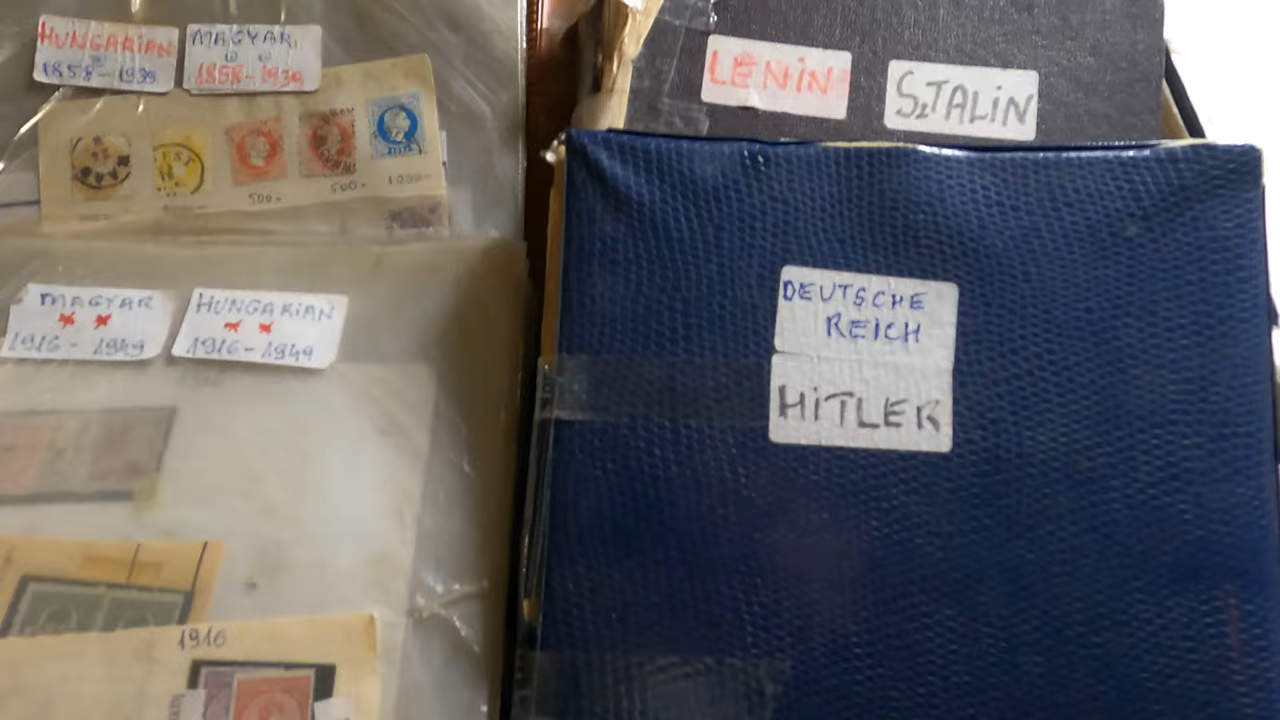 HUNGARIAN
1858-1939
MAGYAR
1858-1939
500-
500-
1000-
MAGYAR
1916-1949
HUNGARIAN
1916-1949
1916
LENiN
SzTALiN
DEUTSCHE
REICH
HiTLER